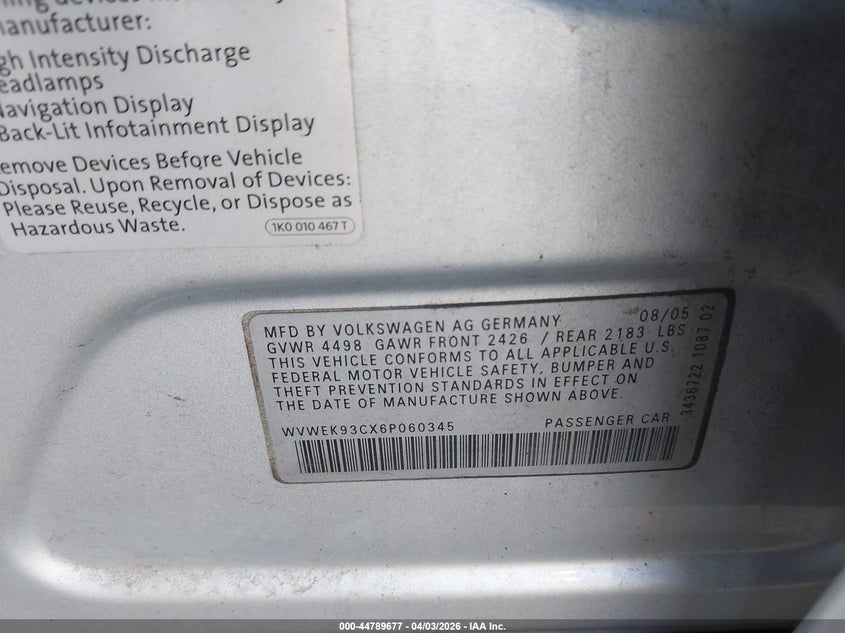 manufacturer:
gh Intensity Discharge
eadlamps
Navigation Display
Back-Lit Infotainment Display
emove Devices Before Vehicle
Disposal. Upon Removal of Devices:
Please Reuse, Recycle, or Dispose as
Hazardous Waste.
1K0 010 467 T
MFD BY VOLKSWAGEN AG GERMANY 08/05
GVWR 4498 GAWR FRONT 2426 / REAR 2183 LBS
THIS VEHICLE CONFORMS TO ALL APPLICABLE U.S.
FEDERAL MOTOR VEHICLE SAFETY, BUMPER AND
THEFT PREVENTION STANDARDS IN EFFECT ON
THE DATE OF MANUFACTURE SHOWN ABOVE.
WVWEK93CX6P060345 PASSENGER CAR
3436722 1087 02
000-44789677 - 04/03/2026 - IAA Inc.